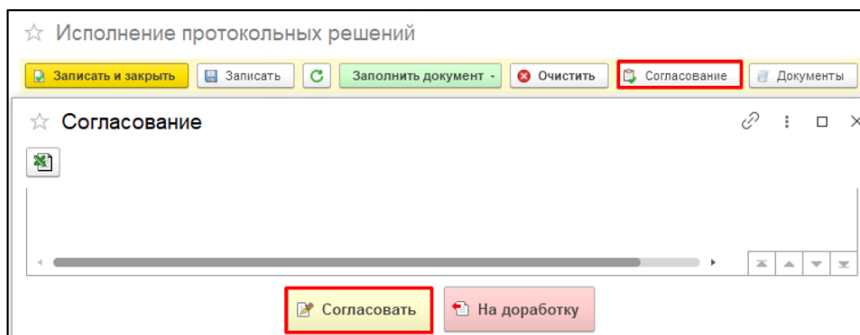 Исполнение протокольных решений
Записать и закрыть Записать Заполнить документ - Очистить Согласование Документы
Согласование
Согласовать На доработку